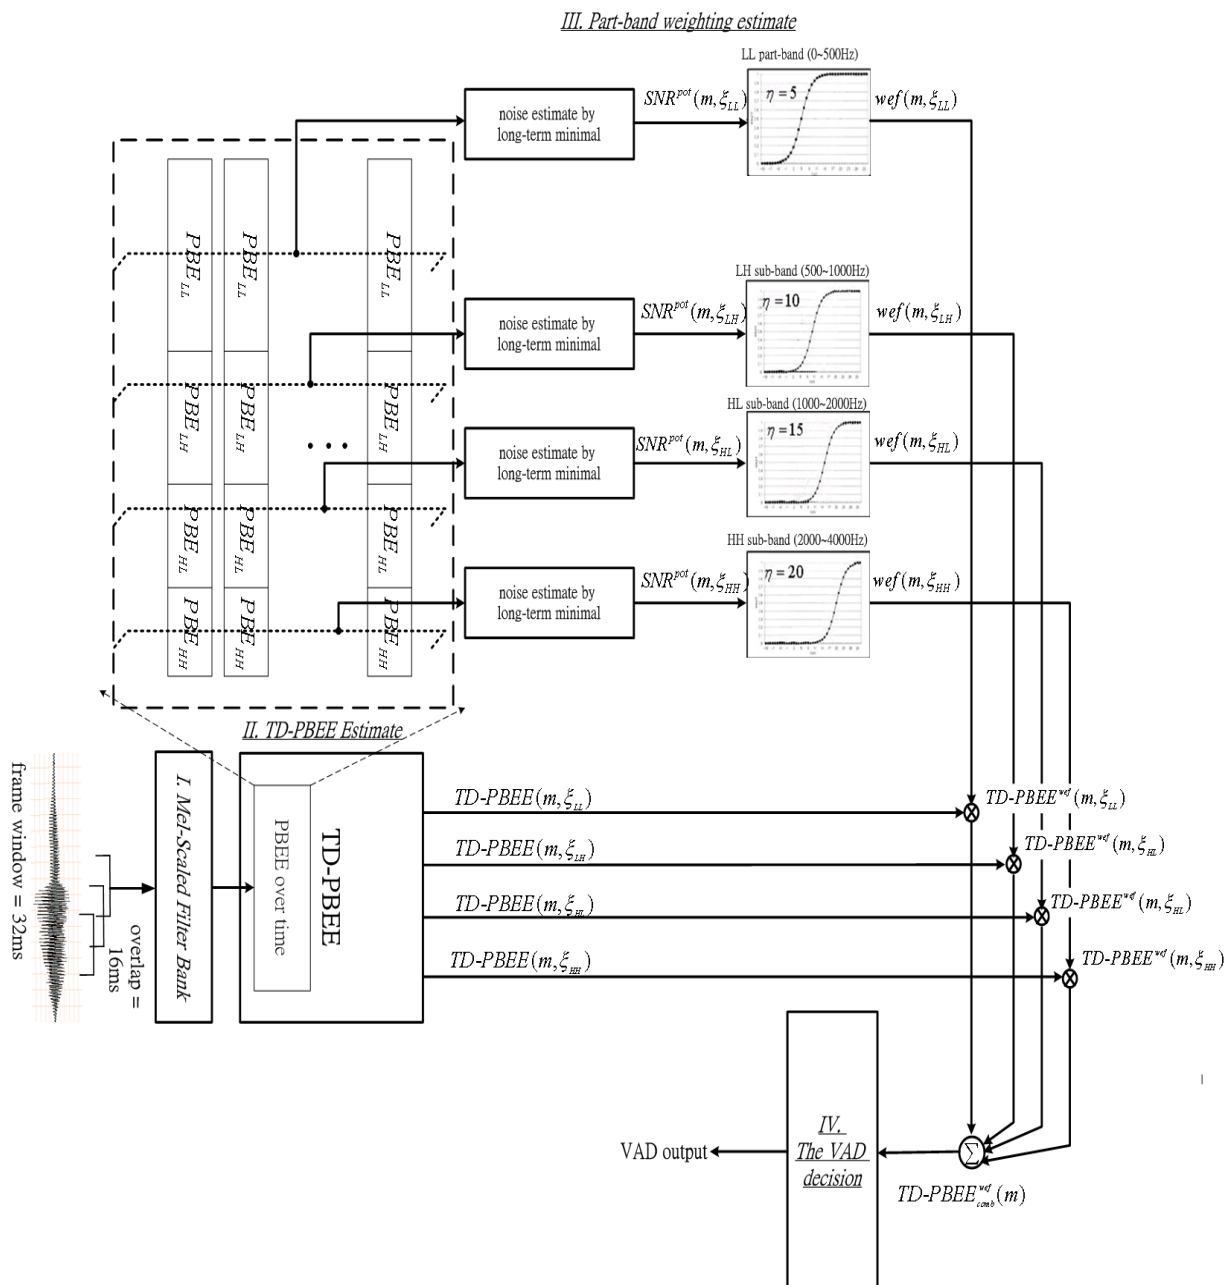 III. Part-band weighting estimate
LL part-band (0~500Hz)
noise estimate by
long-term minimal
SNR^pot(m,ξ_LL)
η = 5
wef(m,ξ_LL)
LH sub-band (500~1000Hz)
noise estimate by
long-term minimal
SNR^pot(m,ξ_LH)
η = 10
wef(m,ξ_LH)
HL sub-band (1000~2000Hz)
noise estimate by
long-term minimal
SNR^pot(m,ξ_HL)
η = 15
wef(m,ξ_HL)
HH sub-band (2000~4000Hz)
noise estimate by
long-term minimal
SNR^pot(m,ξ_HH)
η = 20
wef(m,ξ_HH)
PBE_LL
PBE_LL
PBE_LL
PBE_LH
PBE_LH
...
PBE_LH
PBE_HL
PBE_HL
PBE_HL
PBE_HH
PBE_HH
PBE_HH
II. TD-PBEE Estimate
frame window = 32ms
overlap =
16ms
I. Mel-Scaled Fiilter Bank
PBEE over time
TD-PBEE
TD-PBEE(m,ξ_LL)
TD-PBEE^wef(m,ξ_LL)
TD-PBEE(m,ξ_LH)
TD-PBEE^wef(m,ξ_HL)
TD-PBEE(m,ξ_HL)
TD-PBEE^wef(m,ξ_HL)
TD-PBEE(m,ξ_HH)
TD-PBEE^wef(m,ξ_HH)
IV.
The VAD
decision
VAD output
Σ
TD-PBEE^wef_comb(m)